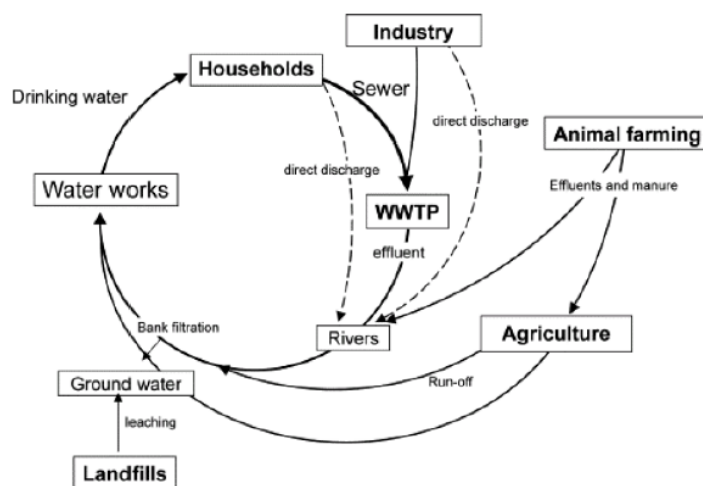 Industry
Households
Sewer
Drinking water
direct discharge
Animal farming
direct discharge
Effluents and manure
Water works
WWTP
effluent
Bank filtration
Rivers
Agriculture
Ground water
Run-off
leaching
Landfills